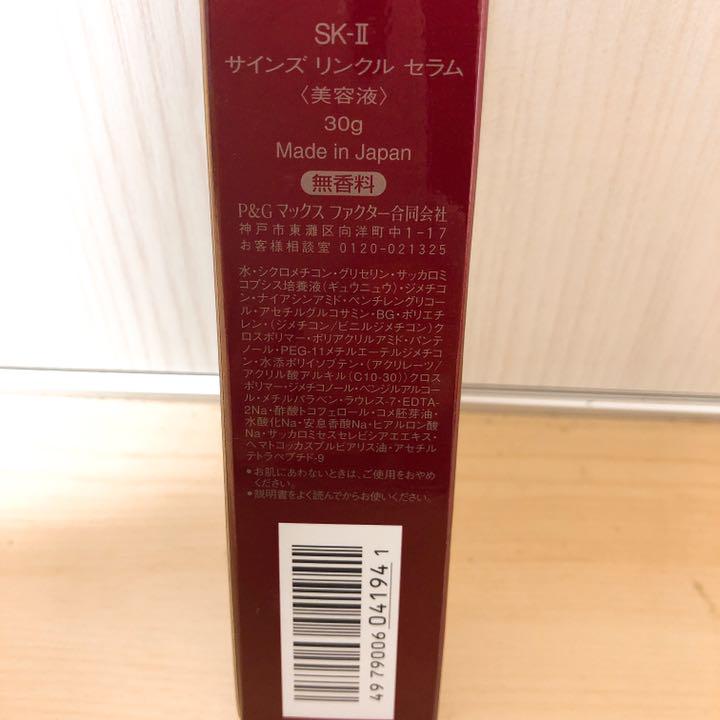 SK-II
サインズ リンクル セラム
〈美容液〉
30g
Made in Japan
無香料
P&G マックス ファクター合同会社
神戸市東灘区向洋町中1-17
お客様相談室 0120-021325
水・シクロメチコン・グリセリン・サッカロミ
コプシス培養液(ギュウニュウ)・ジメチコ
ン・ナイアシンアミド・ペンチレングリコー
ル・アセチルグルコサミン・BG・ポリエチ
レン・(ジメチコン/ビニルジメチコン)ク
ロスポリマー・ポリアクリルアミド・パンテ
ノール・PEG-11メチルエーテルジメチコ
ン・水添ポリイソブテン・(アクリレーツ/
アクリル酸アルキル(C10-30))クロス
ポリマー・ジメチコノール・ベンジルアルコー
ル・メチルパラベン・ラウレス-7・EDTA-
2Na・酢酸トコフェロール・コメ胚芽油・
水酸化Na・安息香酸Na・ヒアルロン酸
Na・サッカロミセスセレビシアエエキス・
ヘマトコッカスプルビアリス油・アセチル
テトラペプチド-9
●お肌にあわないときは、ご使用をおやめ
ください。
●説明書をよく読んでからお使いください。
4979006041941